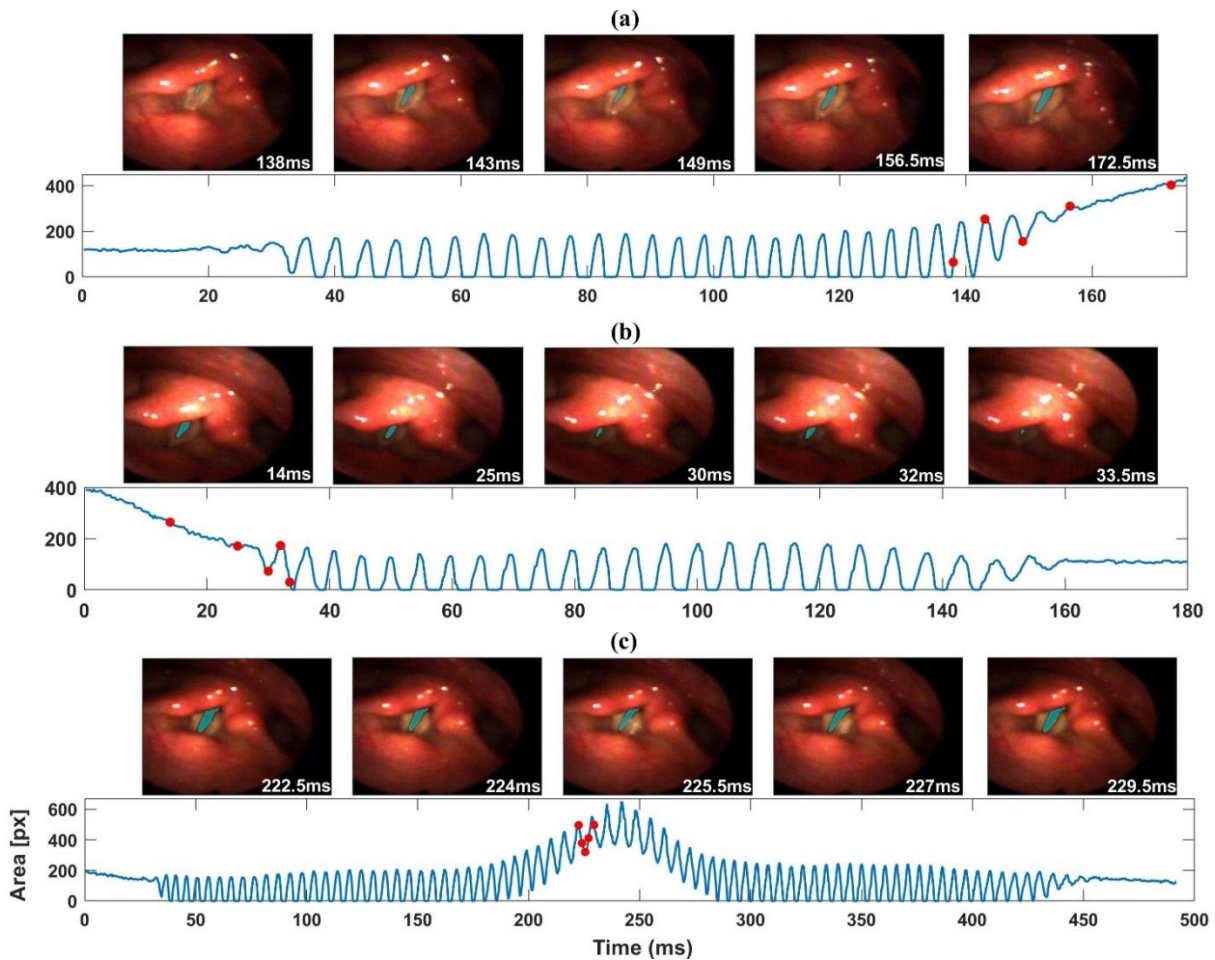 (a)
138ms 143ms 149ms 156.5ms 172.5ms
400
200
0
0 20 40 60 80 100 120 140 160
(b)
14ms 25ms 30ms 32ms 33.5ms
400
200
0
0 20 40 60 80 100 120 140 160 180
(c)
222.5ms 224ms 225.5ms 227ms 229.5ms
Area [px]
600
400
200
0
0 50 100 150 200 250 300 350 400 450 500
Time (ms)